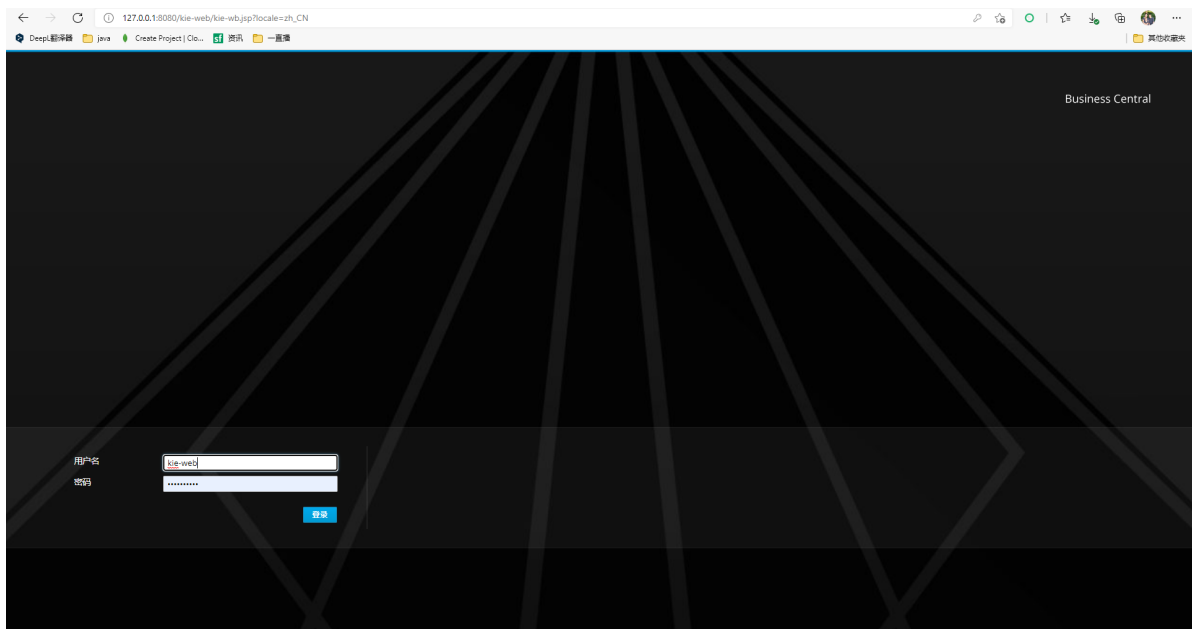 127.0.0.1:8080/kie-web/kie-wb.jsp?locale=zh_CN
DeepL翻译器 java Create Project | Clo... sf 资讯 一直播 其他收藏夹
Business Central
用户名 kie-web
密码 ••••••••••
登录